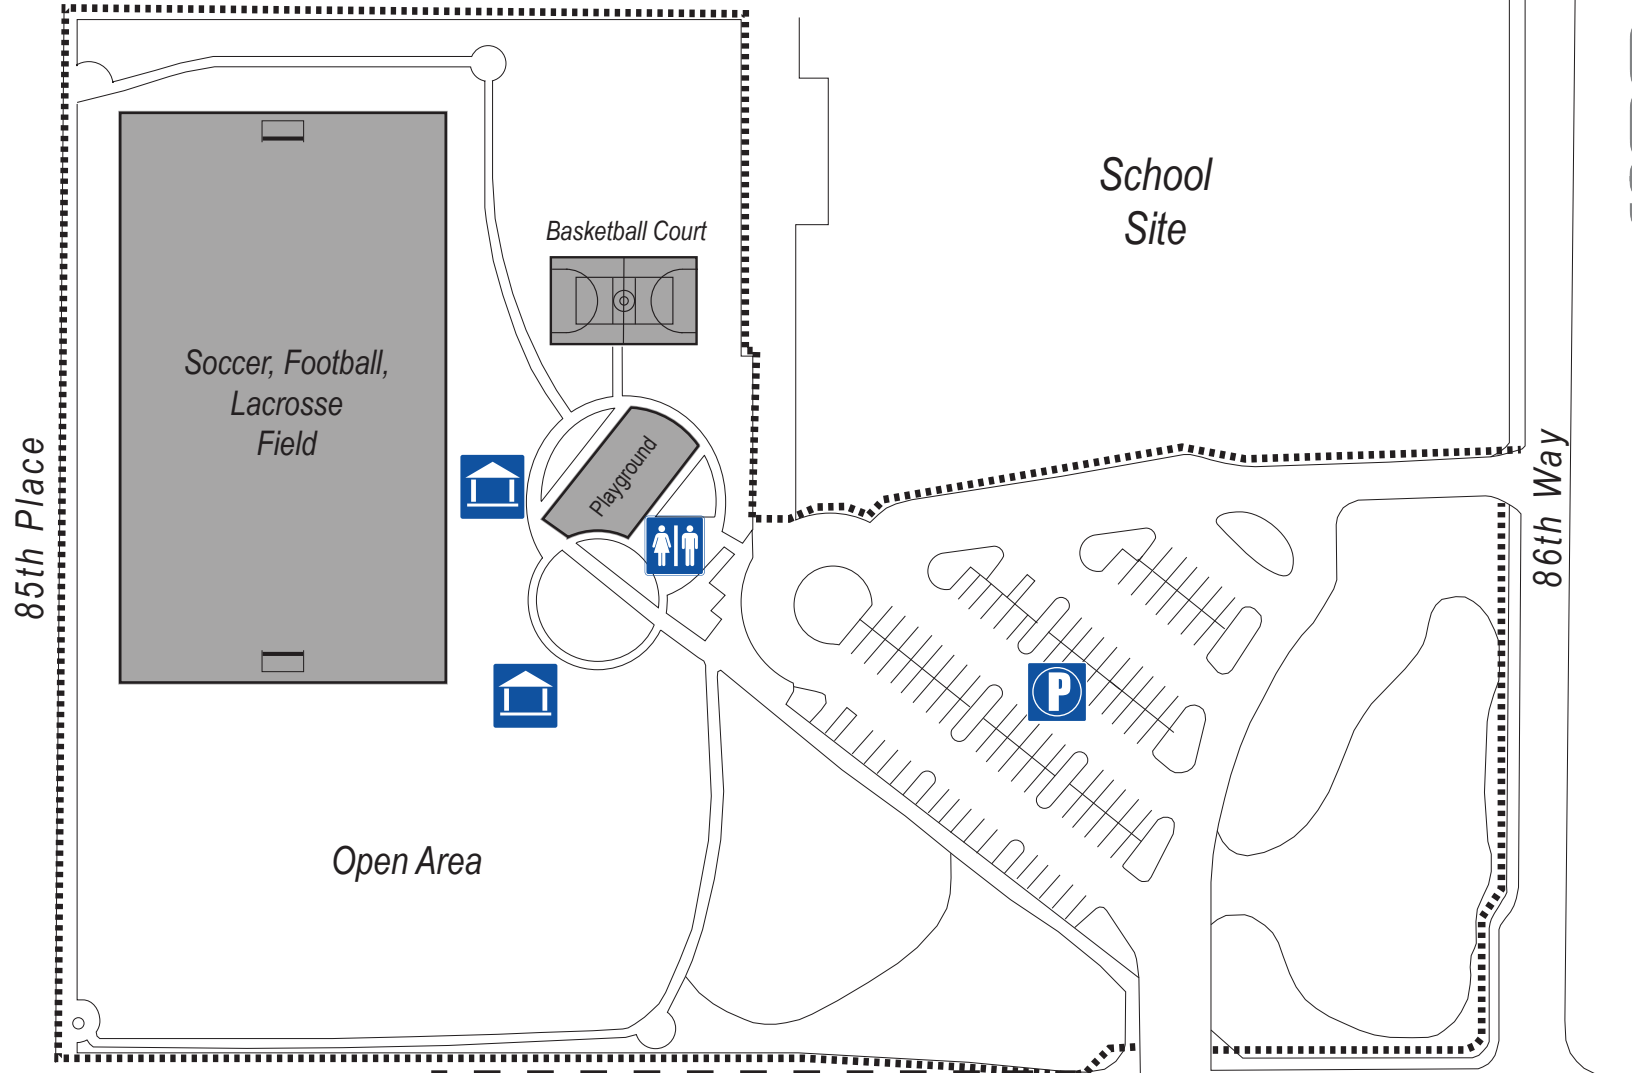 School
Site
Basketball Court
Soccer, Football,
Lacrosse
Field
Playground
85th Place
86th Way
P
Open Area